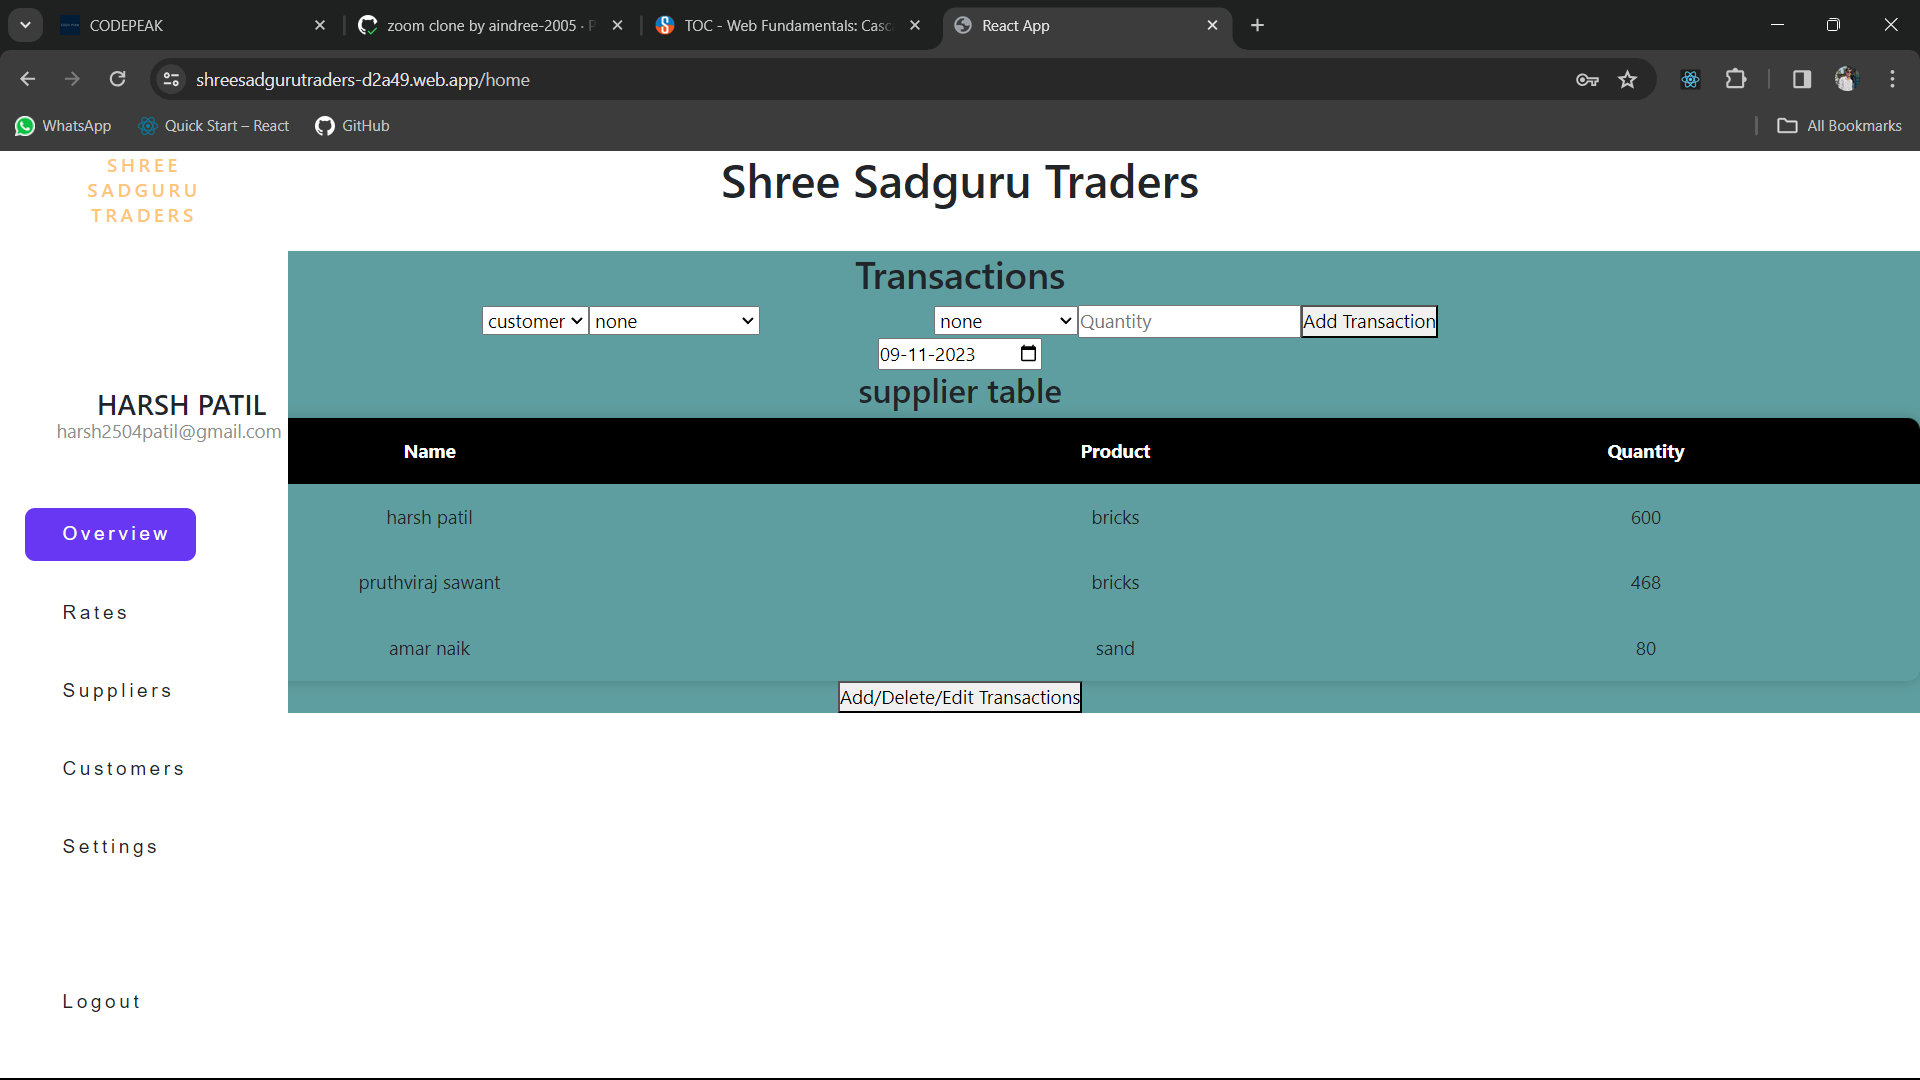 CODEPEAK
zoom clone by aindree-2005 · P
TOC - Web Fundamentals: Casc
React App
shreesadgurutraders-d2a49.web.app/home
WhatsApp
Quick Start – React
GitHub
All Bookmarks
SHREE
SADGURU
TRADERS
Shree Sadguru Traders
Transactions
customer none none Quantity Add Transaction
09-11-2023
supplier table
HARSH PATIL
harsh2504patil@gmail.com
Name Product Quantity
harsh patil bricks 600
pruthviraj sawant bricks 468
amar naik sand 80
Add/Delete/Edit Transactions
Overview
Rates
Suppliers
Customers
Settings
Logout